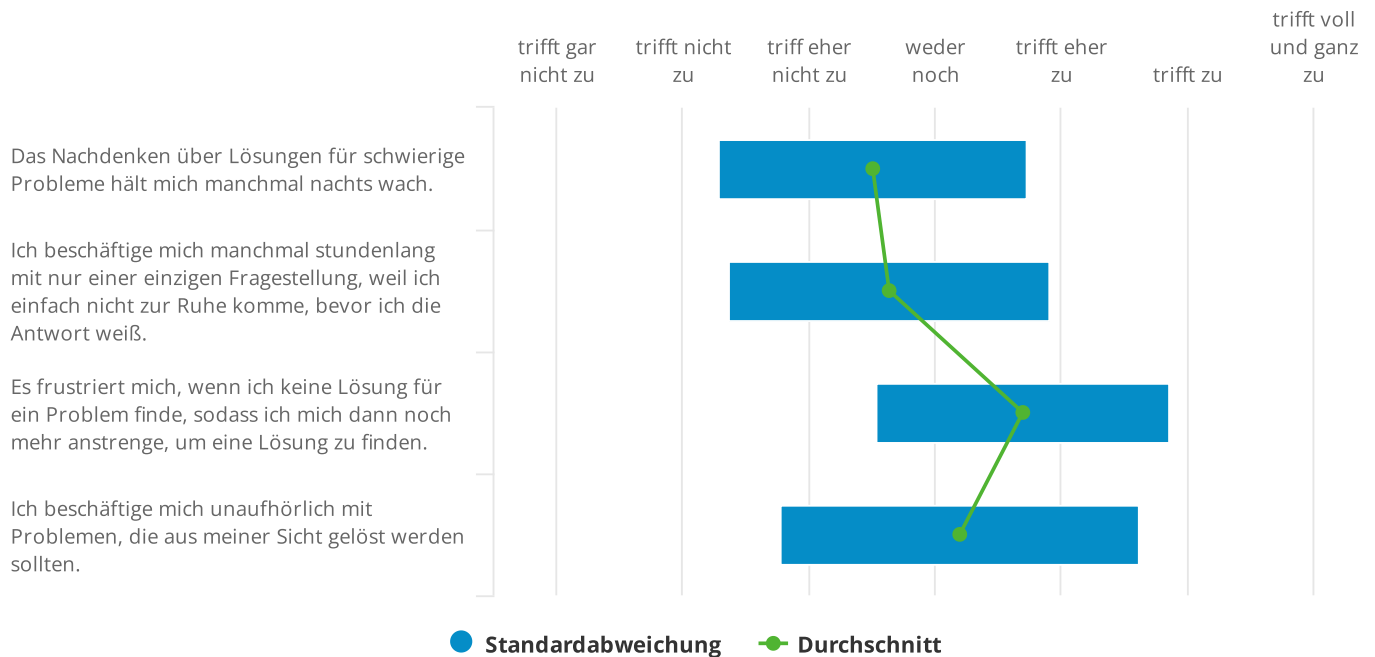 trifft gar
nicht zu
trifft nicht
zu
triff eher
nicht zu
weder
noch
trifft eher
zu
trifft zu
trifft voll
und ganz
zu
Das Nachdenken über Lösungen für schwierige
Probleme hält mich manchmal nachts wach.
Ich beschäftige mich manchmal stundenlang
mit nur einer einzigen Fragestellung, weil ich
einfach nicht zur Ruhe komme, bevor ich die
Antwort weiß.
Es frustriert mich, wenn ich keine Lösung für
ein Problem finde, sodass ich mich dann noch
mehr anstrenge, um eine Lösung zu finden.
Ich beschäftige mich unaufhörlich mit
Problemen, die aus meiner Sicht gelöst werden
sollten.
Standardabweichung
Durchschnitt